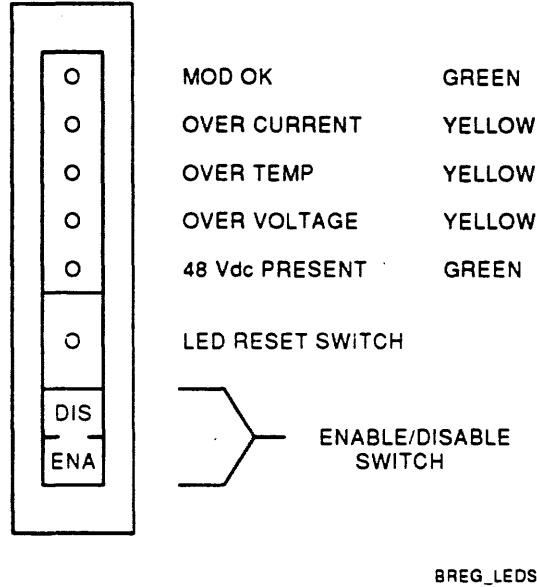 MOD OK GREEN
OVER CURRENT YELLOW
OVER TEMP YELLOW
OVER VOLTAGE YELLOW
48 Vdc PRESENT GREEN
LED RESET SWITCH
DIS
ENA
ENABLE/DISABLE
SWITCH
BREG_LEDS